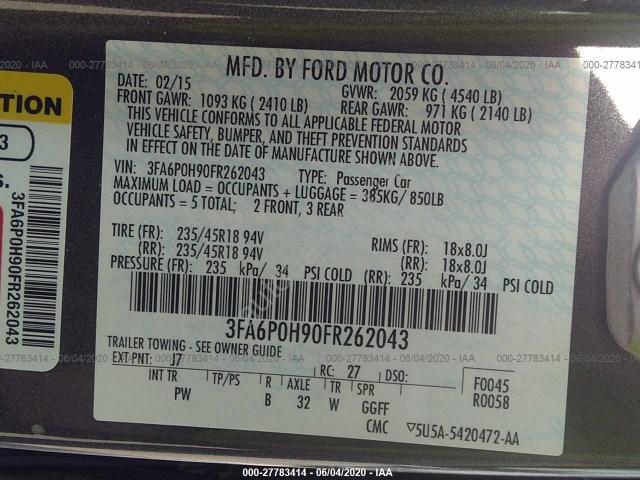 000-27783414 - 06/04/2020 - IAA
MFD. BY FORD MOTOR CO.
DATE: 02/15
GVWR: 2059 KG ( 4540 LB)
FRONT GAWR: 1093 KG ( 2410 LB)
REAR GAWR: 971 KG ( 2140 LB)
THIS VEHICLE CONFORMS TO ALL APPLICABLE FEDERAL MOTOR
VEHICLE SAFETY, BUMPER, AND THEFT PREVENTION STANDARDS
IN EFFECT ON THE DATE OF MANUFACTURE SHOWN ABOVE.
VIN: 3FA6P0H90FR262043 TYPE: Passenger Car
MAXIMUM LOAD = OCCUPANTS + LUGGAGE = 385KG/ 850LB
OCCUPANTS = 5 TOTAL; 2 FRONT, 3 REAR
TIRE (FR): 235/45R18 94V RIMS (FR): 18x8.0J
(RR): 235/45R18 94V (RR): 18x8.0J
PRESSURE (FR): 235 kPa/ 34 PSI COLD (RR): 235 kPa/ 34 PSI COLD
3FA6P0H90FR262043
TRAILER TOWING - SEE OWNER GUIDE
EXT PNT: J7 RC: 27 DSO:
INT TR TP/PS R AXLE TR SPR
PW B 32 W GGFF
CMC
F0045
R0058
5U5A-5420472-AA
TION
3
S.
3FA6P0H90FR262043
000-27783414 - 06/04/2020 - IAA